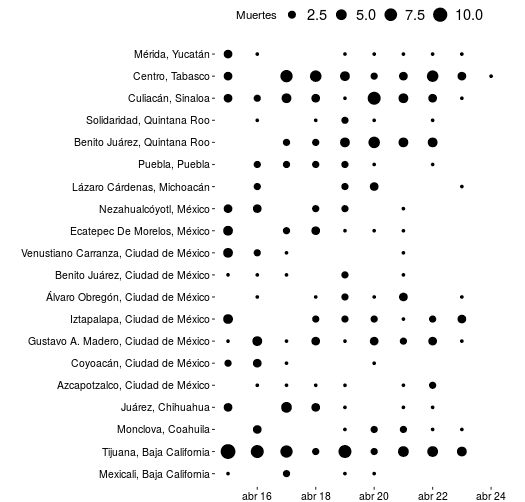 Muertes 2.5 5.0 7.5 10.0
Mérida, Yucatán
Centro, Tabasco
Culiacán, Sinaloa
Solidaridad, Quintana Roo
Benito Juárez, Quintana Roo
Puebla, Puebla
Lázaro Cárdenas, Michoacán
Nezahualcóyotl, México
Ecatepec De Morelos, México
Venustiano Carranza, Ciudad de México
Benito Juárez, Ciudad de México
Álvaro Obregón, Ciudad de México
Iztapalapa, Ciudad de México
Gustavo A. Madero, Ciudad de México
Coyoacán, Ciudad de México
Azcapotzalco, Ciudad de México
Juárez, Chihuahua
Monclova, Coahuila
Tijuana, Baja California
Mexicali, Baja California
abr 16 abr 18 abr 20 abr 22 abr 24